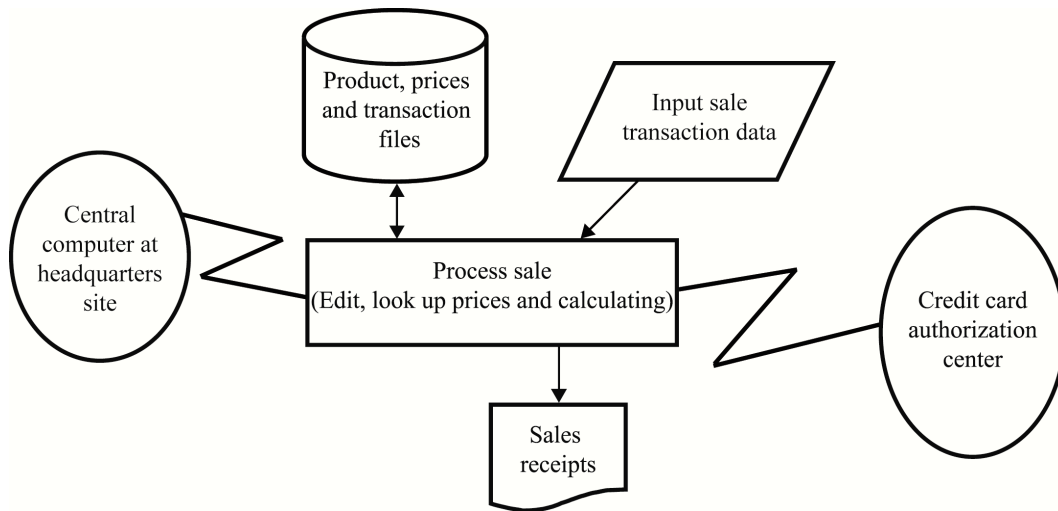 Product, prices
and transaction
files
Input sale
transaction data
Central
computer at
headquarters
site
Process sale
(Edit, look up prices and calculating)
Credit card
authorization
center
Sales
receipts